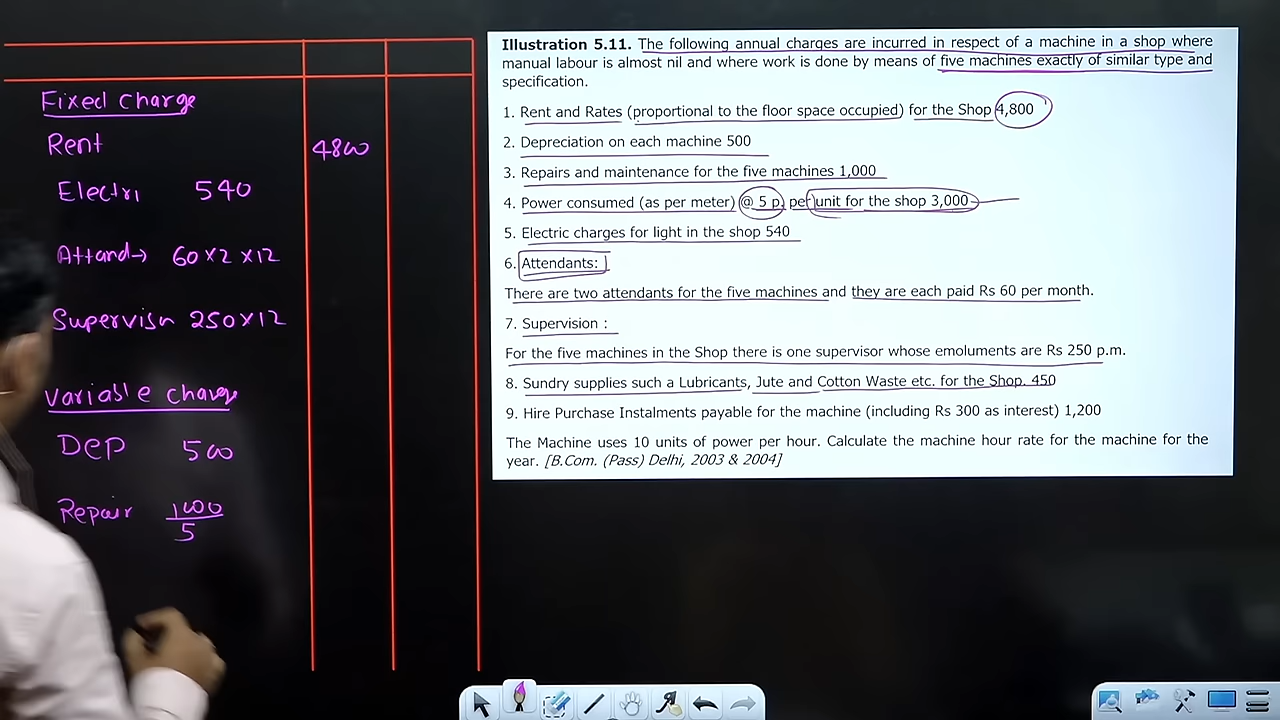 Fixed Charge
Rent 4800
Electri 540
Attand→ 60×2×12
Supervisn 250×12
Variable charge
Dep 500
Repair 1000
5
Illustration 5.11. The following annual charges are incurred in respect of a machine in a shop where
manual labour is almost nil and where work is done by means of five machines exactly of similar type and
specification.
1. Rent and Rates (proportional to the floor space occupied) for the Shop 4,800
2. Depreciation on each machine 500
3. Repairs and maintenance for the five machines 1,000
4. Power consumed (as per meter) @ 5 p. per unit for the shop 3,000
5. Electric charges for light in the shop 540
6. Attendants:
There are two attendants for the five machines and they are each paid Rs 60 per month.
7. Supervision :
For the five machines in the Shop there is one supervisor whose emoluments are Rs 250 p.m.
8. Sundry supplies such a Lubricants, Jute and Cotton Waste etc. for the Shop. 450
9. Hire Purchase Instalments payable for the machine (including Rs 300 as interest) 1,200
The Machine uses 10 units of power per hour. Calculate the machine hour rate for the machine for the
year. [B.Com. (Pass) Delhi, 2003 & 2004]